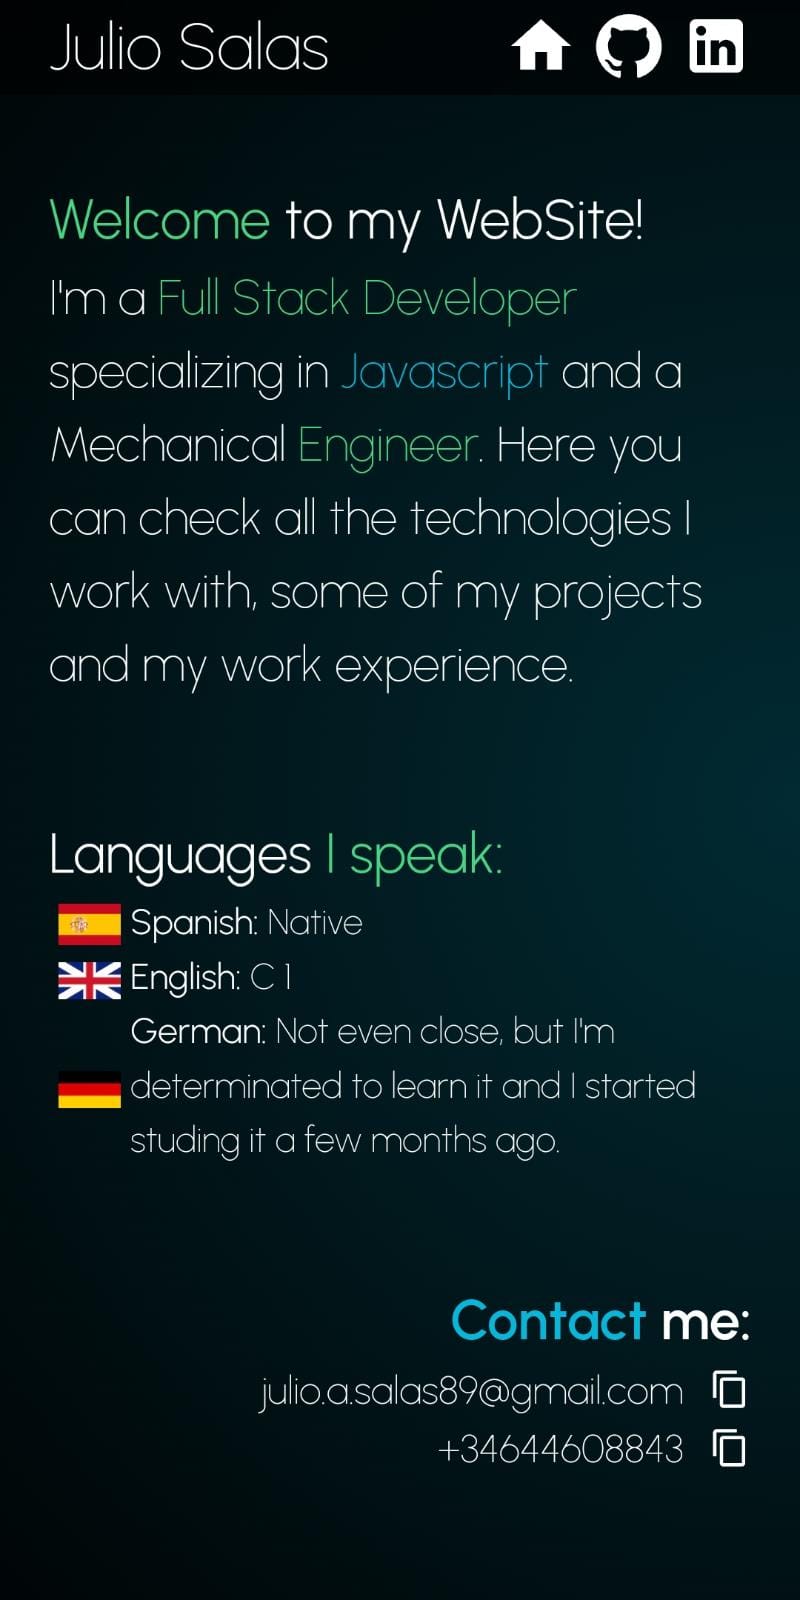 Julio Salas
Welcome to my WebSite!
I'm a Full Stack Developer
specializing in Javascript and a
Mechanical Engineer. Here you
can check all the technologies I
work with, some of my projects
and my work experience.
Languages I speak:
Spanish: Native
English: C1
German: Not even close, but I'm
determinated to learn it and I started
studing it a few months ago.
Contact me:
julio.a.salas89@gmail.com
+34644608843